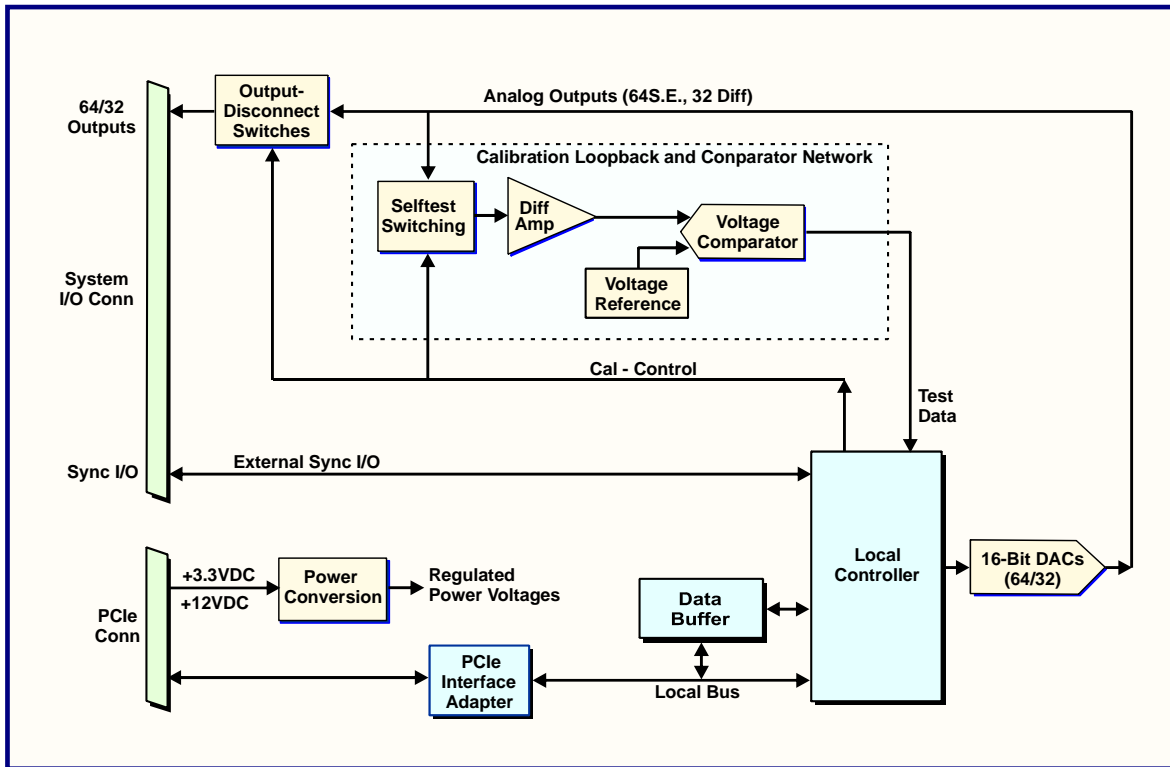 64/32
Outputs
Output-
Disconnect
Switches
Analog Outputs (64S.E., 32 Diff)
Calibration Loopback and Conparator Network
Selftest
Switching
Diff
Amp
Voltage
Comparator
Voltage
Reference
System
I/O Conn
Cal - Control
Test
Data
Sync I/O
External Sync I/O
Local
Controller
16-Bit DACs
(64/32)
PCIe
Conn
+3.3VDC
+12VDC
Power
Conversion
Regulated
Power Voltages
Data
Buffer
PCIe
Interface
Adapter
Local Bus